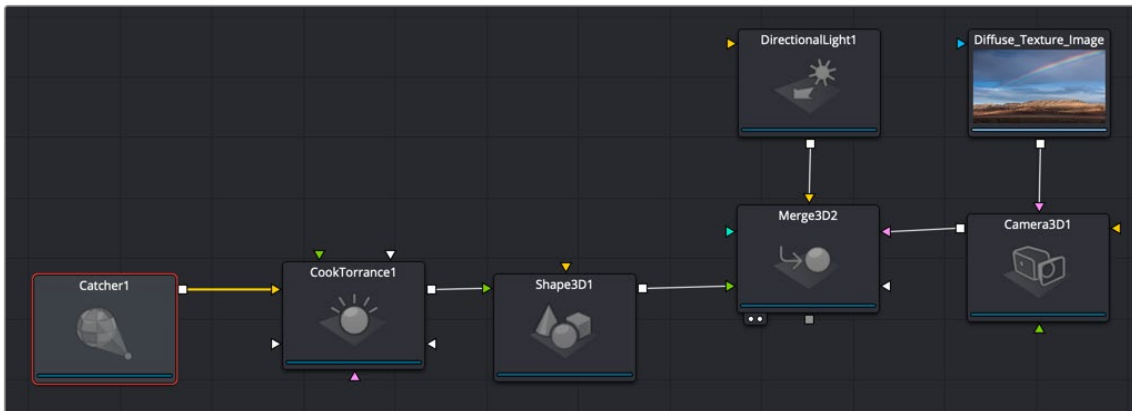 DirectionalLight1
Diffuse_Texture_Image
Merge3D2
Camera3D1
CookTorrance1
Catcher1
Shape3D1